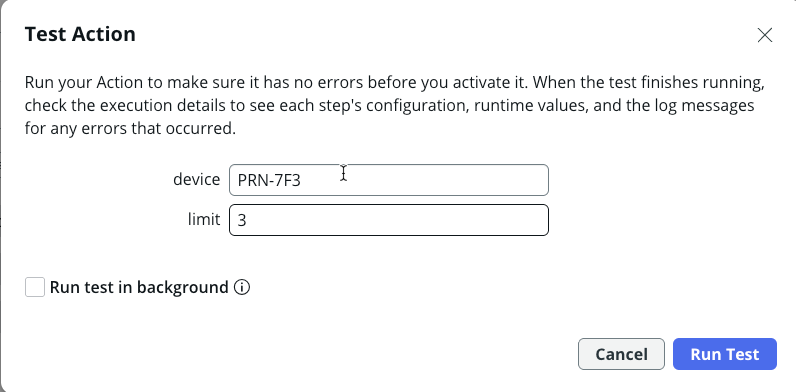 Test Action
Run your Action to make sure it has no errors before you activate it. When the test finishes running,
check the execution details to see each step's configuration, runtime values, and the log messages
for any errors that occurred.
device PRN-7F3
limit 3
Run test in background
Cancel Run Test